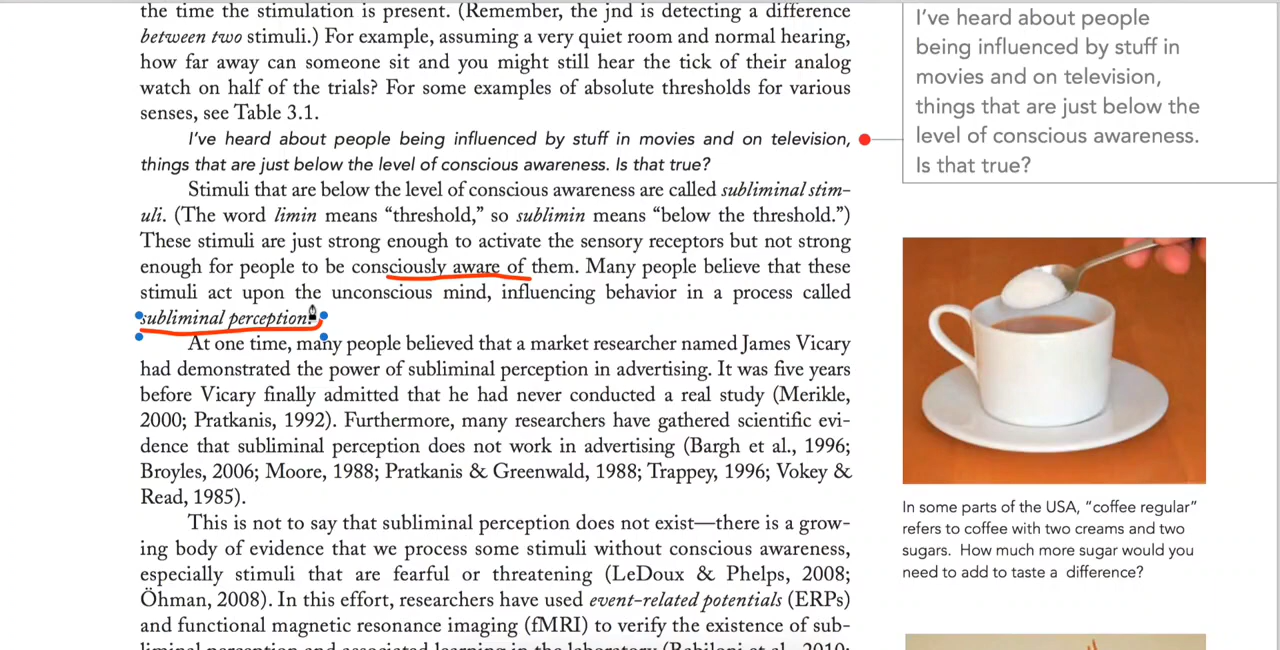 the time the stimulation is present. (Remember, the jnd is detecting a difference
between two stimuli.) For example, assuming a very quiet room and normal hearing,
how far away can someone sit and you might still hear the tick of their analog
watch on half of the trials? For some examples of absolute thresholds for various
senses, see Table 3.1.
I've heard about people being influenced by stuff in movies and on television,
things that are just below the level of conscious awareness. Is that true?
Stimuli that are below the level of conscious awareness are called subliminal stim-
uli. (The word limin means “threshold,” so sublimin means “below the threshold.”)
These stimuli are just strong enough to activate the sensory receptors but not strong
enough for people to be consciously aware of them. Many people believe that these
stimuli act upon the unconscious mind, influencing behavior in a process called
subliminal perception.
At one time, many people believed that a market researcher named James Vicary
had demonstrated the power of subliminal perception in advertising. It was five years
before Vicary finally admitted that he had never conducted a real study (Merikle,
2000; Pratkanis, 1992). Furthermore, many researchers have gathered scientific evi-
dence that subliminal perception does not work in advertising (Bargh et al., 1996;
Broyles, 2006; Moore, 1988; Pratkanis & Greenwald, 1988; Trappey, 1996; Vokey &
Read, 1985).
This is not to say that subliminal perception does not exist—there is a grow-
ing body of evidence that we process some stimuli without conscious awareness,
especially stimuli that are fearful or threatening (LeDoux & Phelps, 2008;
Öhman, 2008). In this effort, researchers have used event-related potentials (ERPs)
and functional magnetic resonance imaging (fMRI) to verify the existence of sub-
liminal perception and associated learning in the laboratory (Babiloni et al., 2010;
I've heard about people
being influenced by stuff in
movies and on television,
things that are just below the
level of conscious awareness.
Is that true?
In some parts of the USA, “coffee regular”
refers to coffee with two creams and two
sugars. How much more sugar would you
need to add to taste a difference?